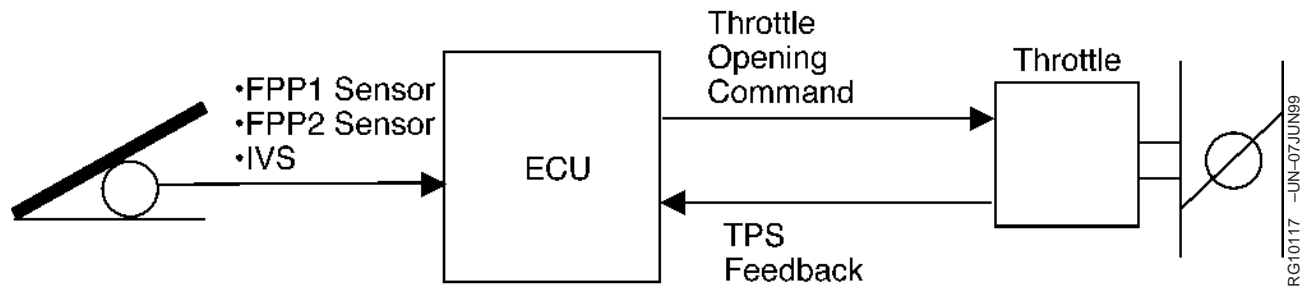 •FPP1 Sensor
•FPP2 Sensor
•IVS
ECU
Throttle
Opening
Command
TPS
Feedback
Throttle
RG10117 –UN–07JUN99